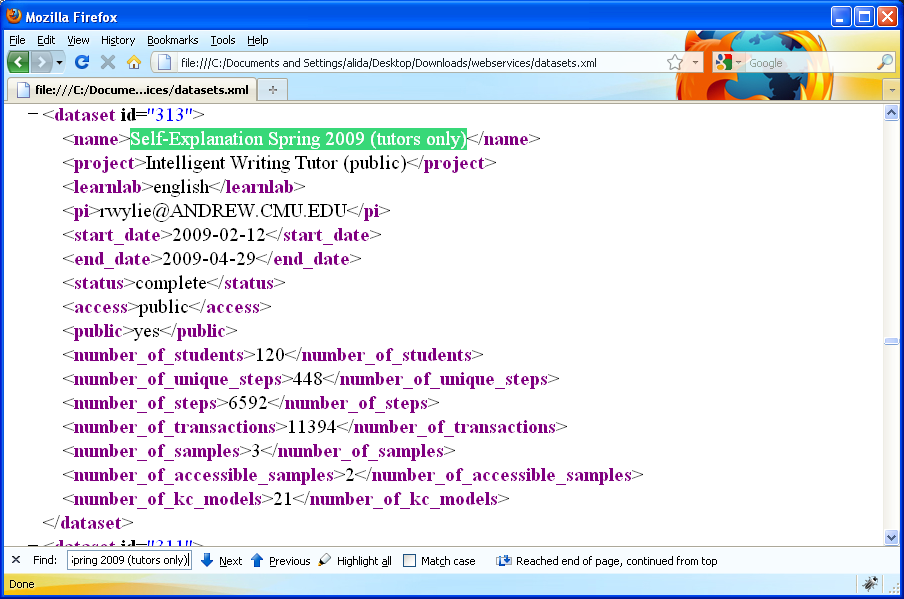 Mozilla Firefox
File Edit View History Bookmarks Tools Help
file:///C:/Documents and Settings/alida/Desktop/Downloads/webservices/datasets.xml Google
file:///C:/Docume...ices/datasets.xml
− <dataset id="313">
<name>Self-Explanation Spring 2009 (tutors only)</name>
<project>Intelligent Writing Tutor (public)</project>
<learnlab>english</learnlab>
<pi>rwylie@ANDREW.CMU.EDU</pi>
<start_date>2009-02-12</start_date>
<end_date>2009-04-29</end_date>
<status>complete</status>
<access>public</access>
<public>yes</public>
<number_of_students>120</number_of_students>
<number_of_unique_steps>448</number_of_unique_steps>
<number_of_steps>6592</number_of_steps>
<number_of_transactions>11394</number_of_transactions>
<number_of_samples>3</number_of_samples>
<number_of_accessible_samples>2</number_of_accessible_samples>
<number_of_kc_models>21</number_of_kc_models>
</dataset>
− <dataset id="311">
Find: pring 2009 (tutors only) Next Previous Highlight all Match case Reached end of page, continued from top
Done